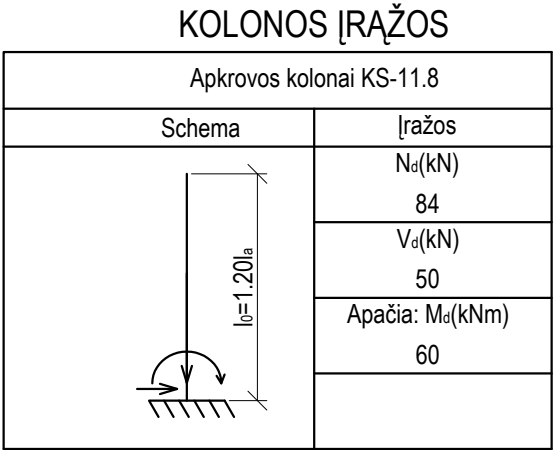 KOLONOS ĮRĄŽOS
Apkrovos kolonai KS-11.8
Schema
Įražos
l₀=1.20lₐ
Nd(kN)
84
Vd(kN)
50
Apačia: Md(kNm)
60